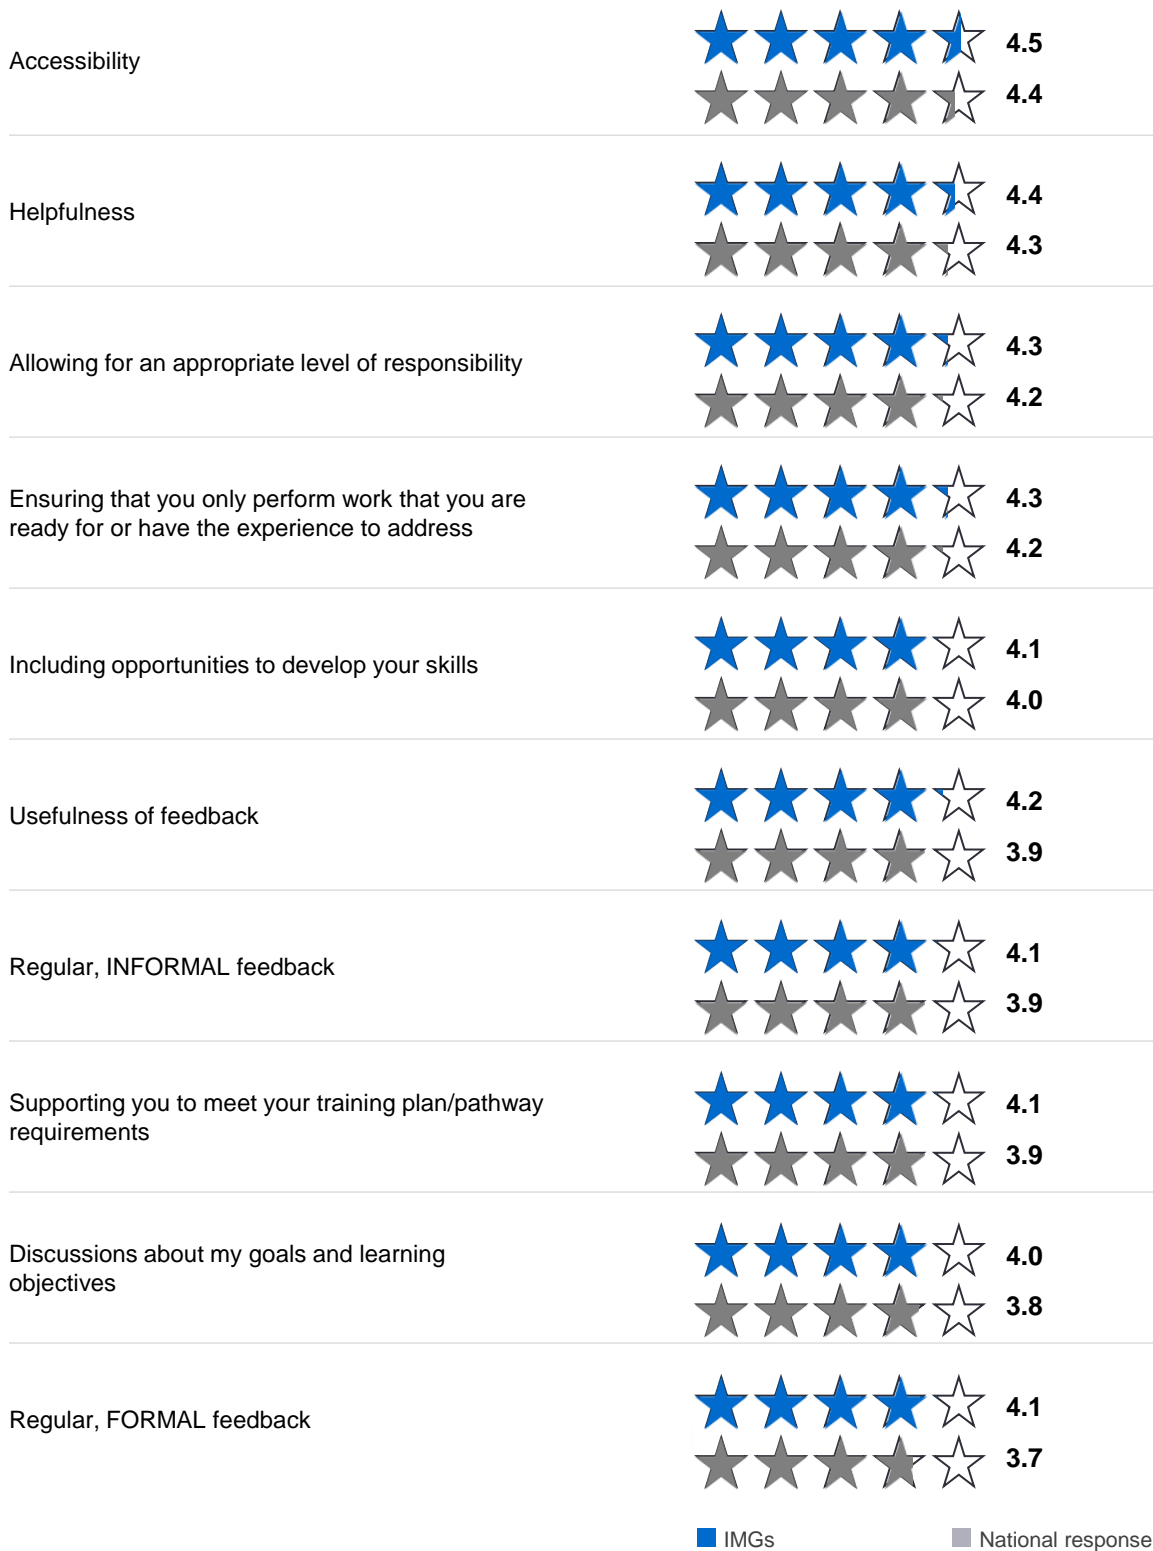 Accessibility
4.5
4.4
Helpfulness
4.4
4.3
Allowing for an appropriate level of responsibility
4.3
4.2
Ensuring that you only perform work that you are
ready for or have the experience to address
4.3
4.2
Including opportunities to develop your skills
4.1
4.0
Usefulness of feedback
4.2
3.9
Regular, INFORMAL feedback
4.1
3.9
Supporting you to meet your training plan/pathway
requirements
4.1
3.9
Discussions about my goals and learning
objectives
4.0
3.8
Regular, FORMAL feedback
4.1
3.7
IMGs
National response